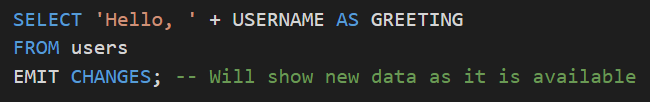 SELECT 'Hello, ' + USERNAME AS GREETING
FROM users
EMIT CHANGES; -- Will show new data as it is available